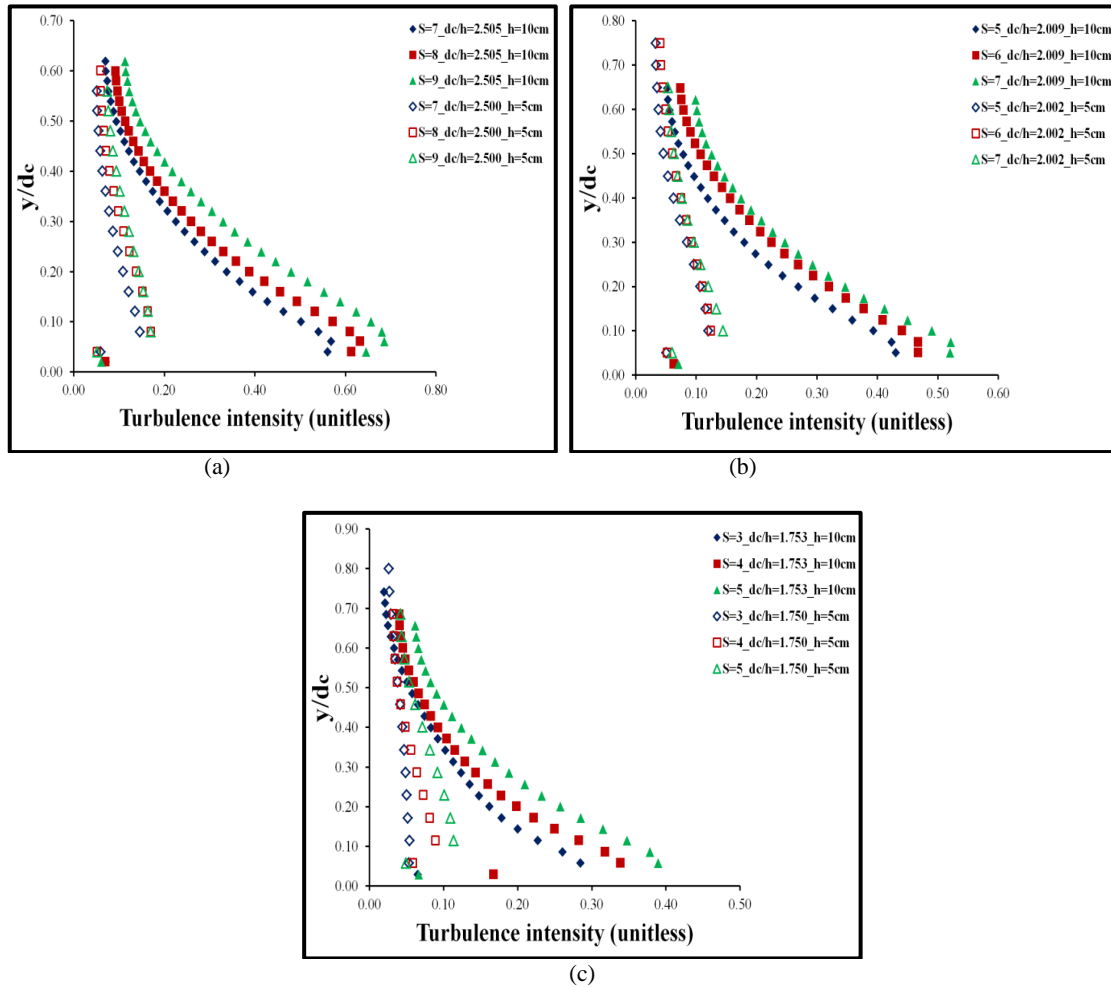 0.80
0.70
0.60
0.50
0.40
0.30
0.20
0.10
0.00
y/dc
0.00 0.20 0.40 0.60 0.80
Turbulence intensity (unitless)
S=7_dc/h=2.505_h=10cm
S=8_dc/h=2.505_h=10cm
S=9_dc/h=2.505_h=10cm
S=7_dc/h=2.500_h=5cm
S=8_dc/h=2.500_h=5cm
S=9_dc/h=2.500_h=5cm
(a)
0.80
0.70
0.60
0.50
0.40
0.30
0.20
0.10
0.00
y/dc
0.00 0.10 0.20 0.30 0.40 0.50 0.60
Turbulence intensity (unitless)
S=5_dc/h=2.009_h=10cm
S=6_dc/h=2.009_h=10cm
S=7_dc/h=2.009_h=10cm
S=5_dc/h=2.002_h=5cm
S=6_dc/h=2.002_h=5cm
S=7_dc/h=2.002_h=5cm
(b)
0.90
0.80
0.70
0.60
0.50
0.40
0.30
0.20
0.10
0.00
y/dc
0.00 0.10 0.20 0.30 0.40 0.50
Turbulence intensity (unitless)
S=3_dc/h=1.753_h=10cm
S=4_dc/h=1.753_h=10cm
S=5_dc/h=1.753_h=10cm
S=3_dc/h=1.750_h=5cm
S=4_dc/h=1.750_h=5cm
S=5_dc/h=1.750_h=5cm
(c)